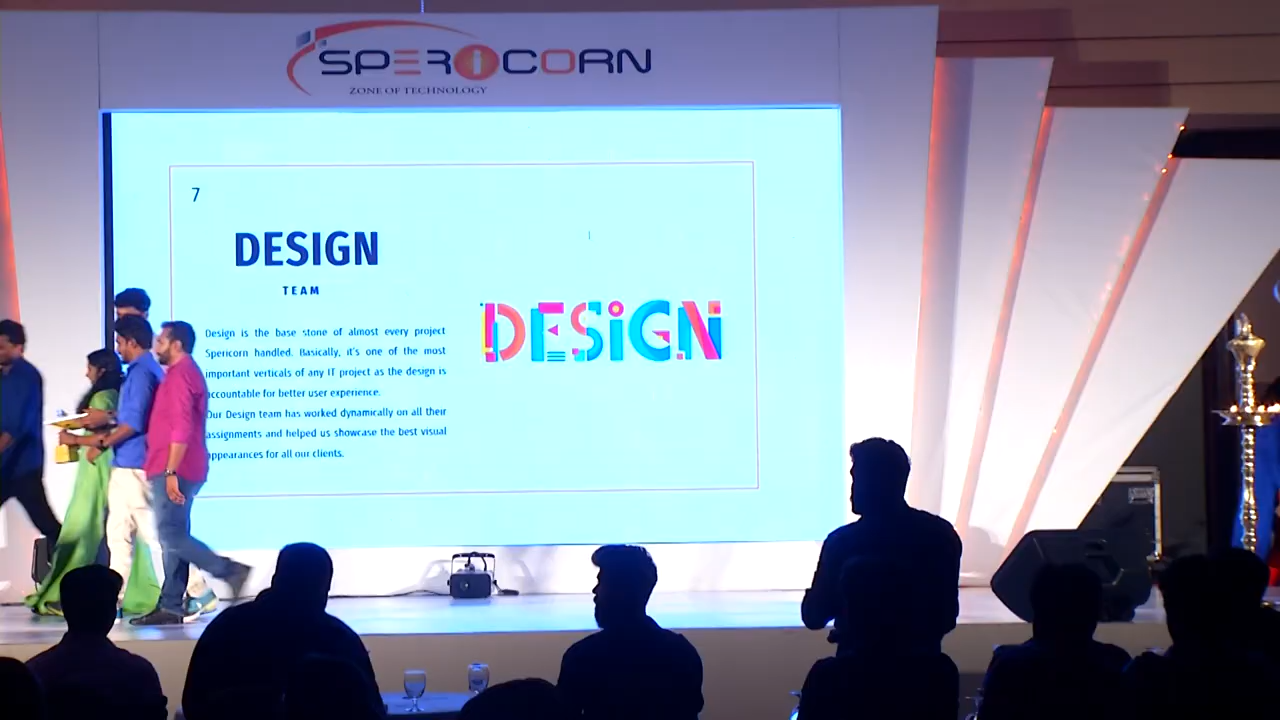 SPERICORN
ZONE OF TECHNOLOGY
7
DESIGN
TEAM
Design is the base stone of almost every project
Spericorn handled. Basically, it's one of the most
important verticals of any IT project as the design is
accountable for better user experience.
Our Design team has worked dynamically on all their
assignments and helped us showcase the best visual
appearances for all our clients.
DESIGN